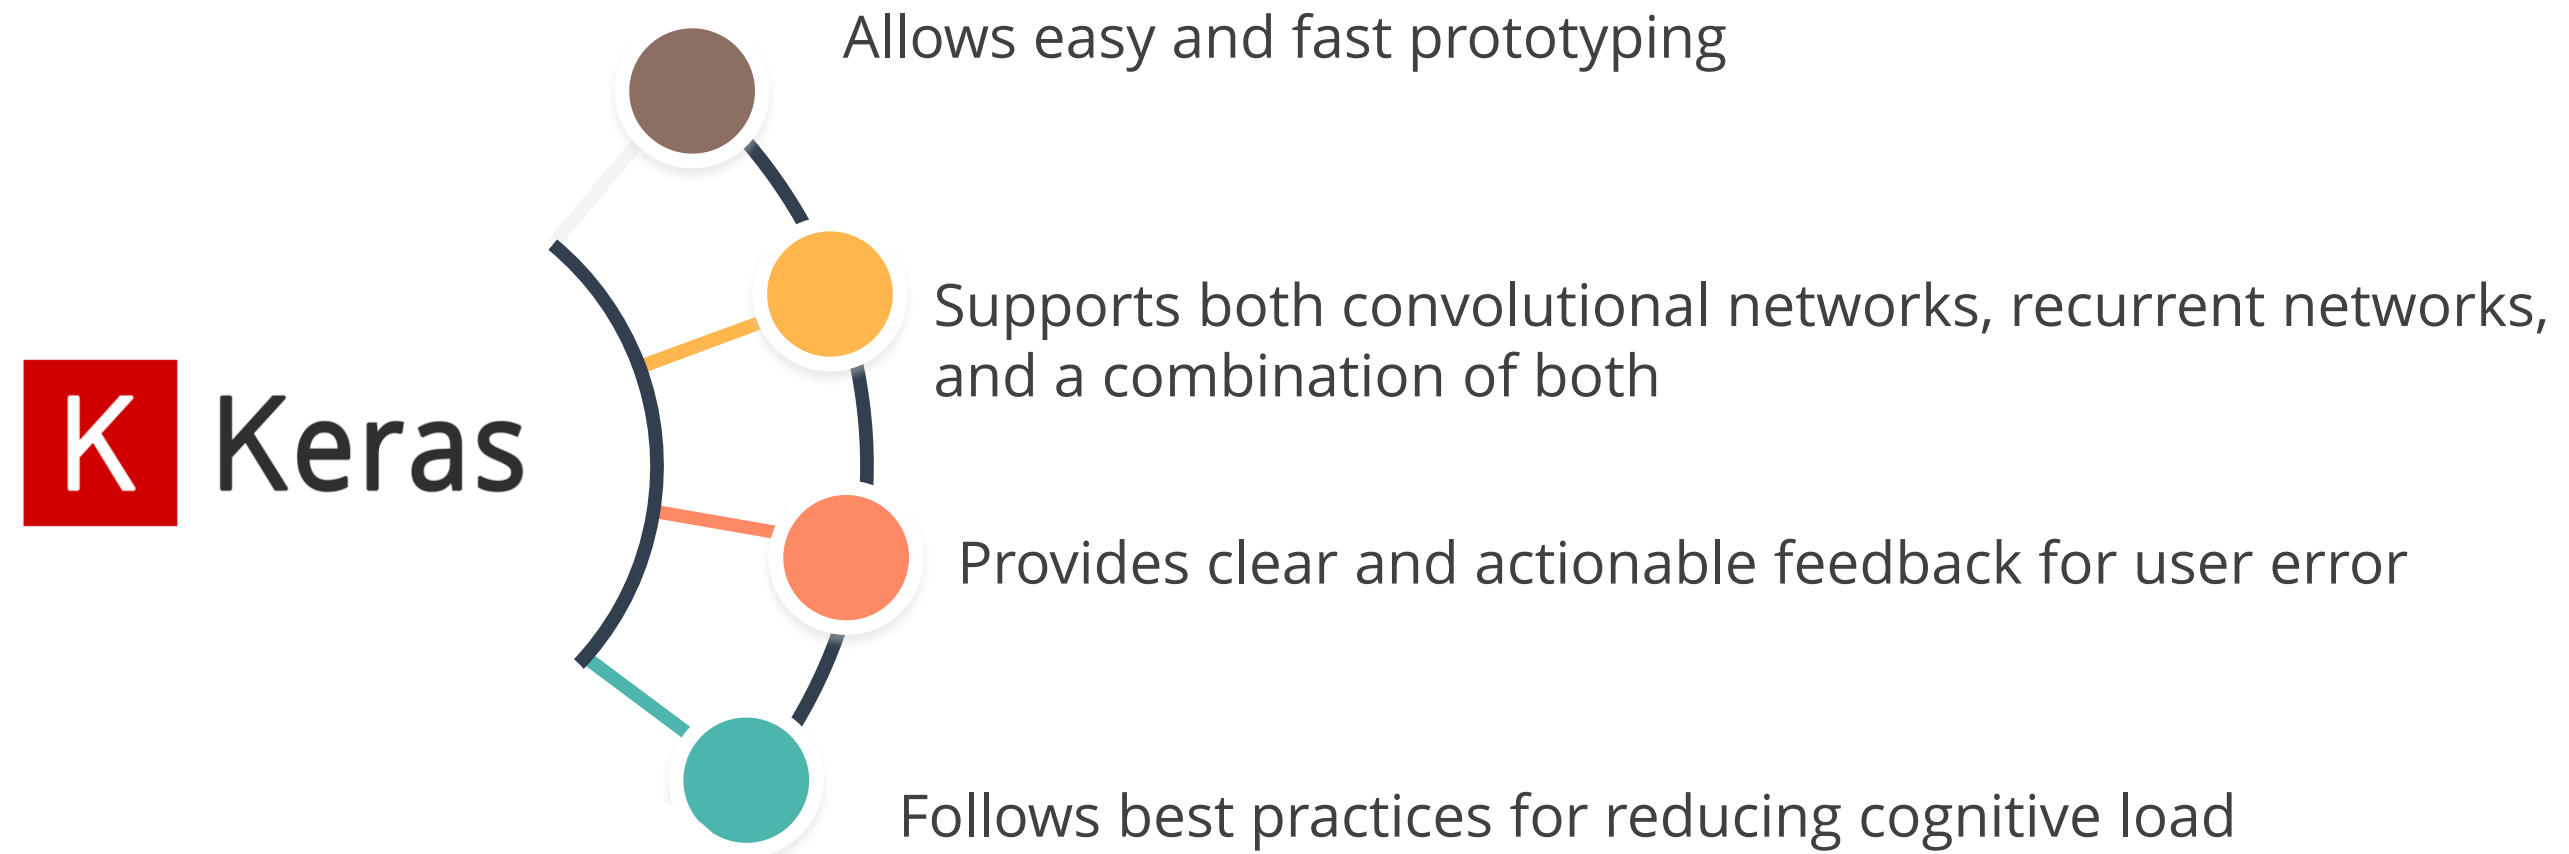 Allows easy and fast prototyping
Supports both convolutional networks, recurrent networks,
and a combination of both
K Keras
Provides clear and actionable feedback for user error
Follows best practices for reducing cognitive load